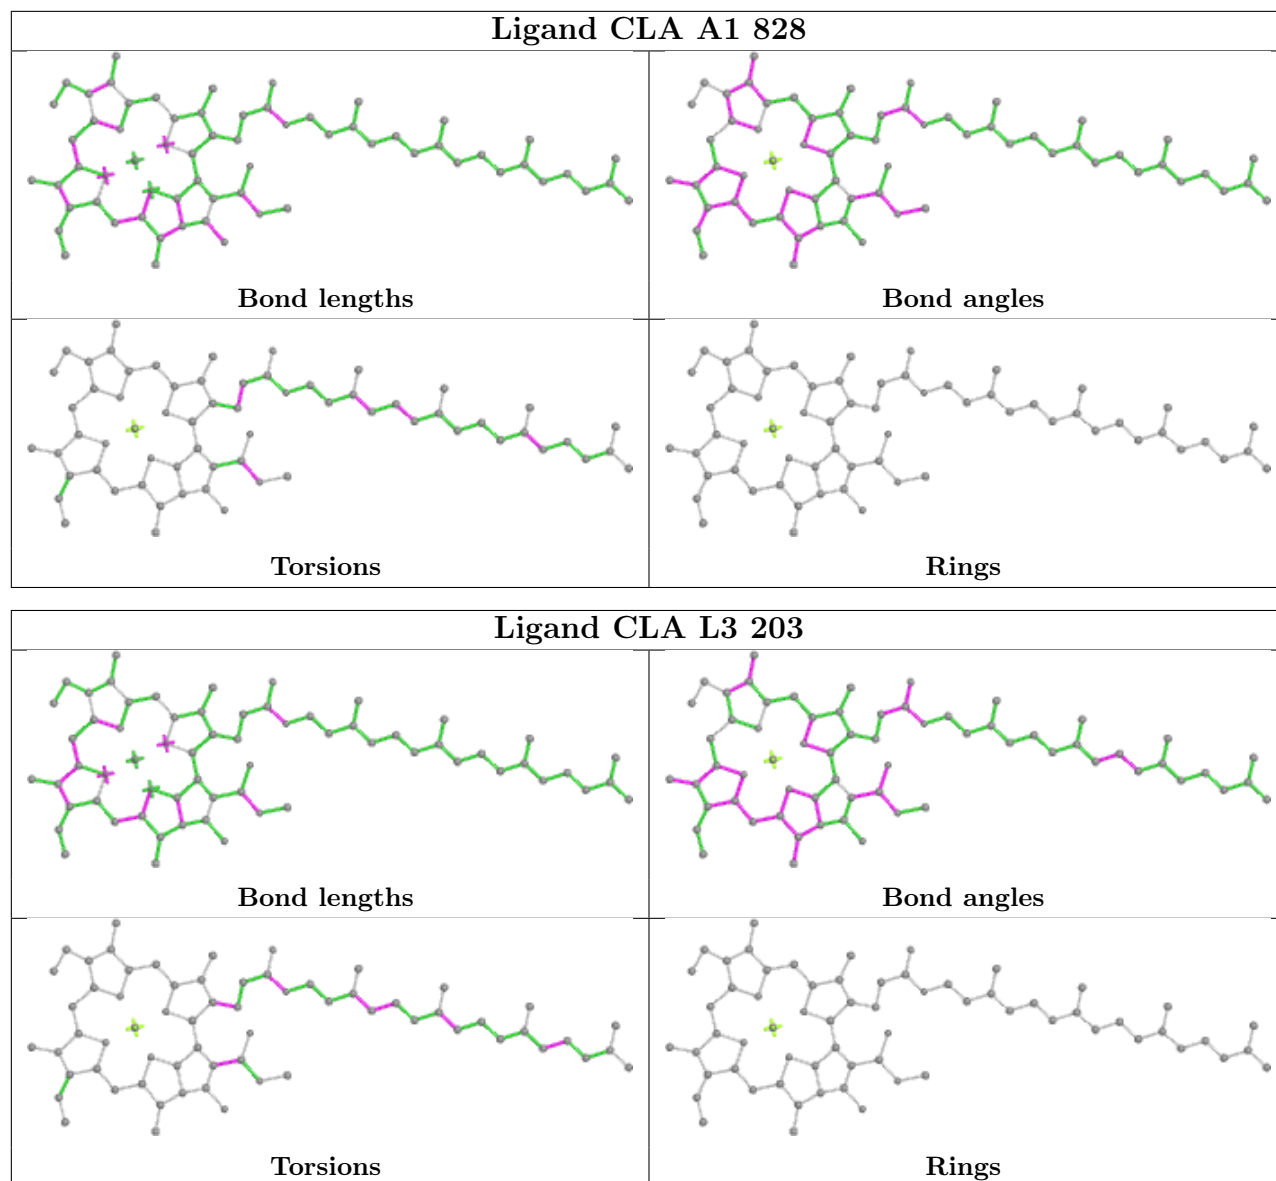 Ligand CLA A1 828
Bond lengths
Bond angles
Torsions
Rings
Ligand CLA L3 203
Bond lengths
Bond angles
Torsions
Rings